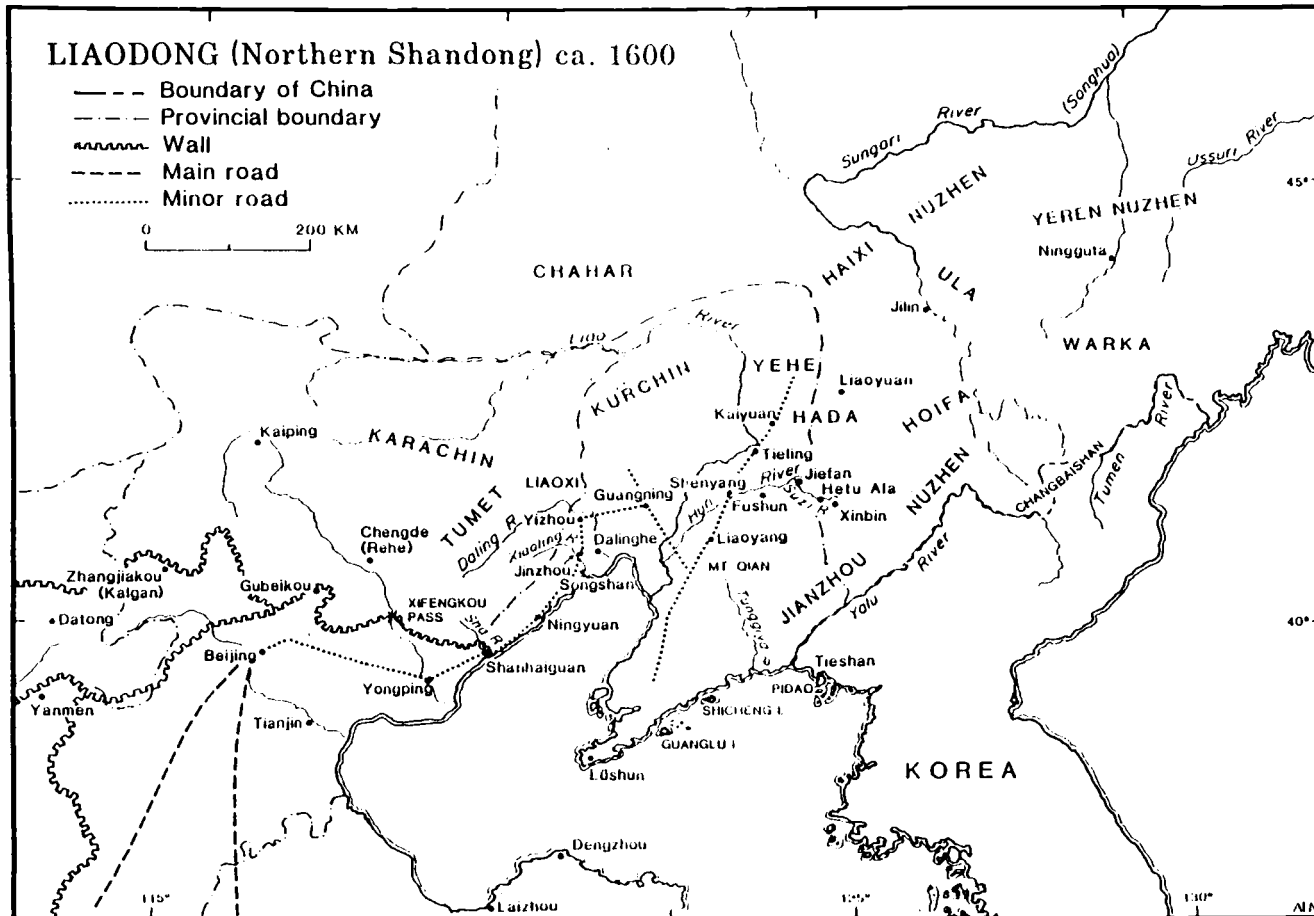 LIAODONG (Northern Shandong) ca. 1600
Boundary of China
Provincial boundary
Wall
Main road
Minor road
0 200 KM
Sungari River (Songhua)
Ussuri River
45°
HAIXI NUZHEN
YEREN NUZHEN
Ningguta
CHAHAR
ULA
Jilin
WARKA
Liao River
KURCHIN
YEHE
Liaoyuan
Kaiyuan
HADA
HOIFA
Kaiping
KARACHIN
Tieling
LIAOXI
Guangning
Shenyang
River
Jiefan
NUZHEN
CHANGBAISHAN
Tumen River
TUMET
Hun
Suzi R
Hetu Ala
Fushun
Xinbin
Yizhou
Daling R
Xiaoling R
Dalinghe
Liaoyang
Chengde
(Rehe)
Jinzhou
MT QIAN
Zhangjiakou
(Kalgan)
Gubeikou
Songshan
JIANZHOU
Yalu River
XIFENGKOU
PASS
Sha R
Ningyuan
Datong
40°
Beijing
Shanhaiguan
Tieshan
Yongping
PIDAO
Yanmen
SHICHENG I.
Tianjin
GUANGLU I
Lüshun
KOREA
Dengzhou
Laizhou
115°
125°
130°